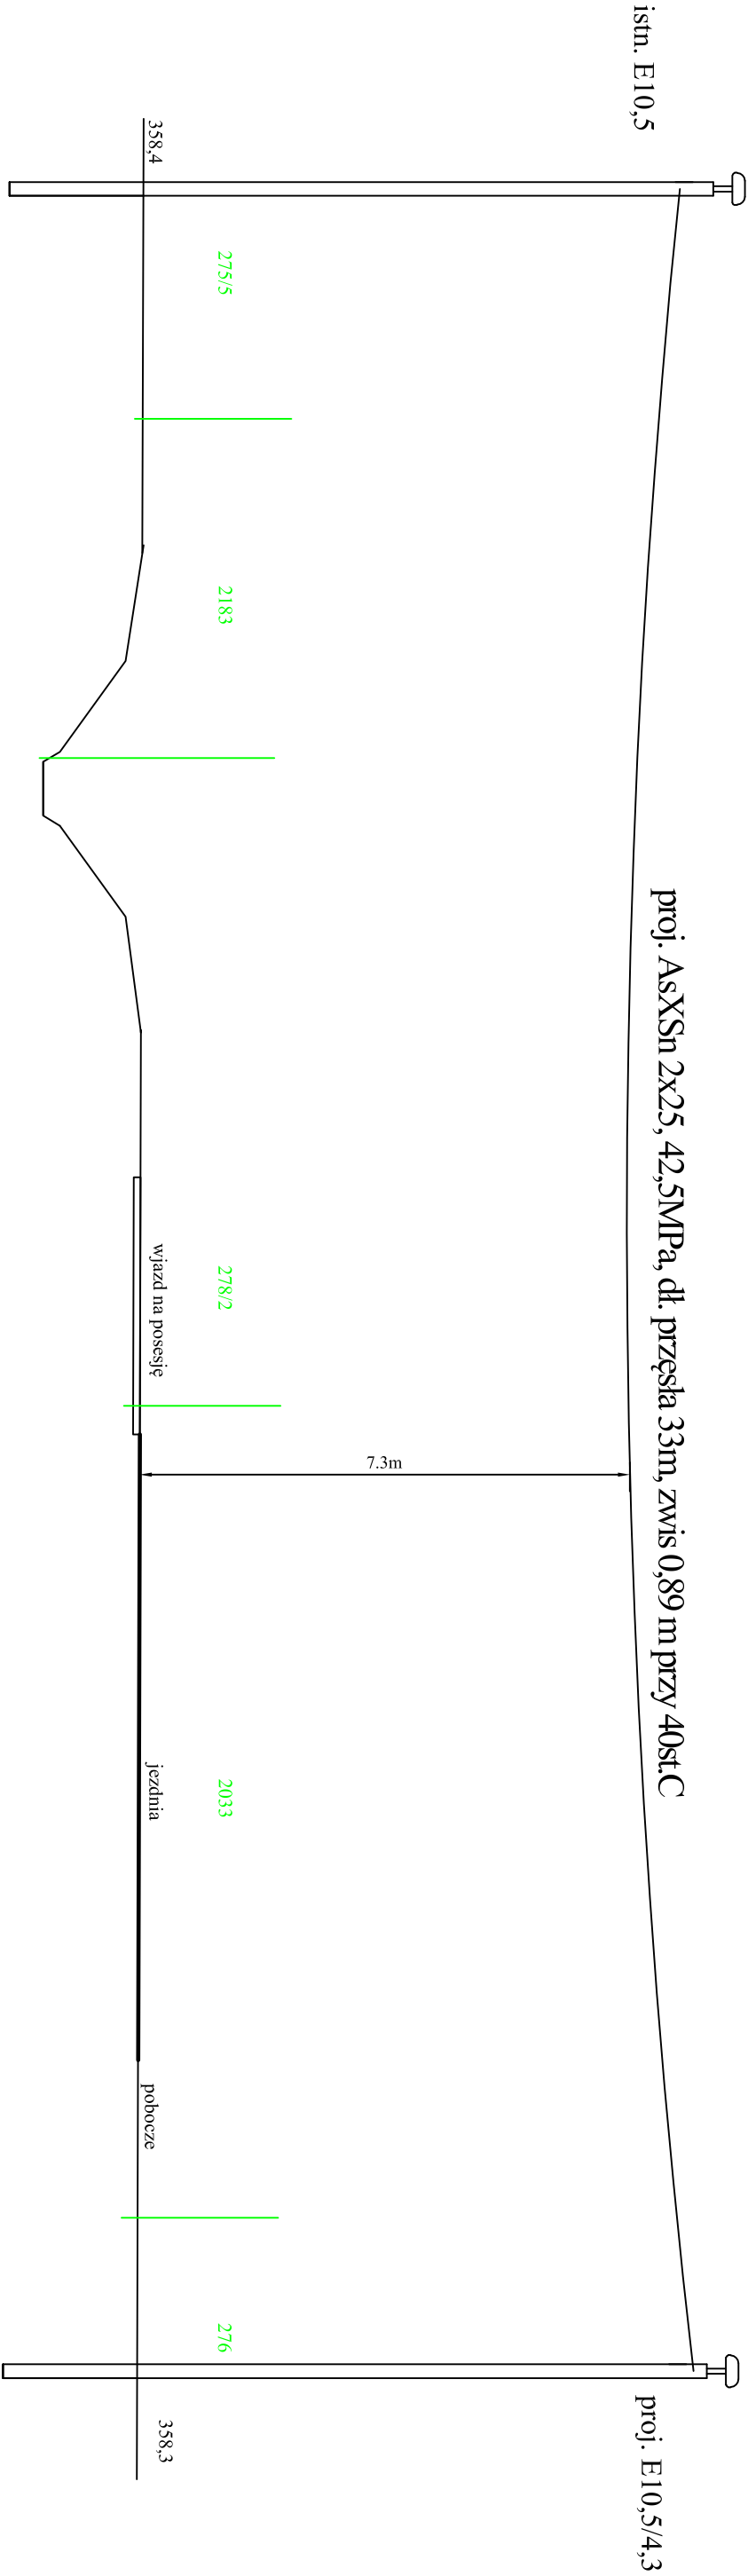 istn. E10,5
proj. AsXSn 2x25, 42,5MPa, dł. przęsła 33m, zwis 0,89 m przy 40st.C
proj. E10,5/4,3
7.3m
275/5
2183
278/2
2033
276
358,4
wjazd na posesję
jezdnia
pobocze
358,3